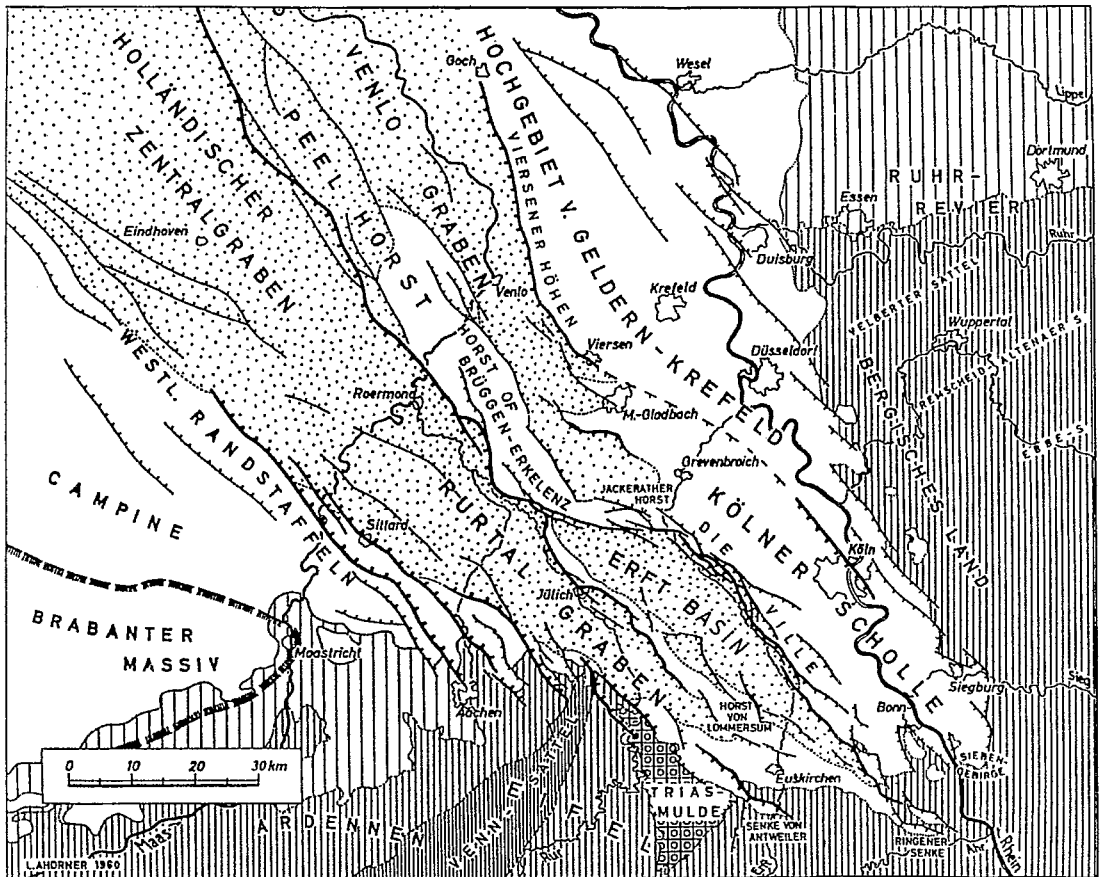 HOLLÄNDISCHER
ZENTRALGRABEN
PEEL HORST
VENLO
GRABEN
Goch
HOCHGEBIET V. GELDERN-KREFELD
VIERSENER HÖHEN
Wesel
Lippe
Dortmund
RUHR-
REVIER
Essen
Ruhr
Duisburg
VELBERTER SATTEL
Wuppertal
REMSCHEID-ALTENAER S.
EBBE S.
BERGISCHES LAND
Eindhoven
Venlo
Krefeld
Düsseldorf
Viersen
M.-Gladbach
HORST OF
BRÜGGEN-ERKELENZ
Roermond
Grevenbroich
JACKERATHER
HORST
WESTL. RANDSTAFFELN
CAMPINE
Sittard
RURTAL
GRABEN
KÖLNER
SCHOLLE
Köln
DIE VILLE
ERFT BASIN
Jülich
BRABANTER
MASSIV
Maastricht
Aachen
HORST
VON
LOMMERSUM
Siegburg
Sieg
Bonn
SIEBEN-
GEBIRGE
Euskirchen
0 10 20 30 km
TRIAS-
MULDE
SENKE VON
ANTWEILER
RINGENER
SENKE
Ahr
Rhein
ARDENNEN
VENN-SATTEL
EIFEL
Rur
Maas
L. AHORNER 1960